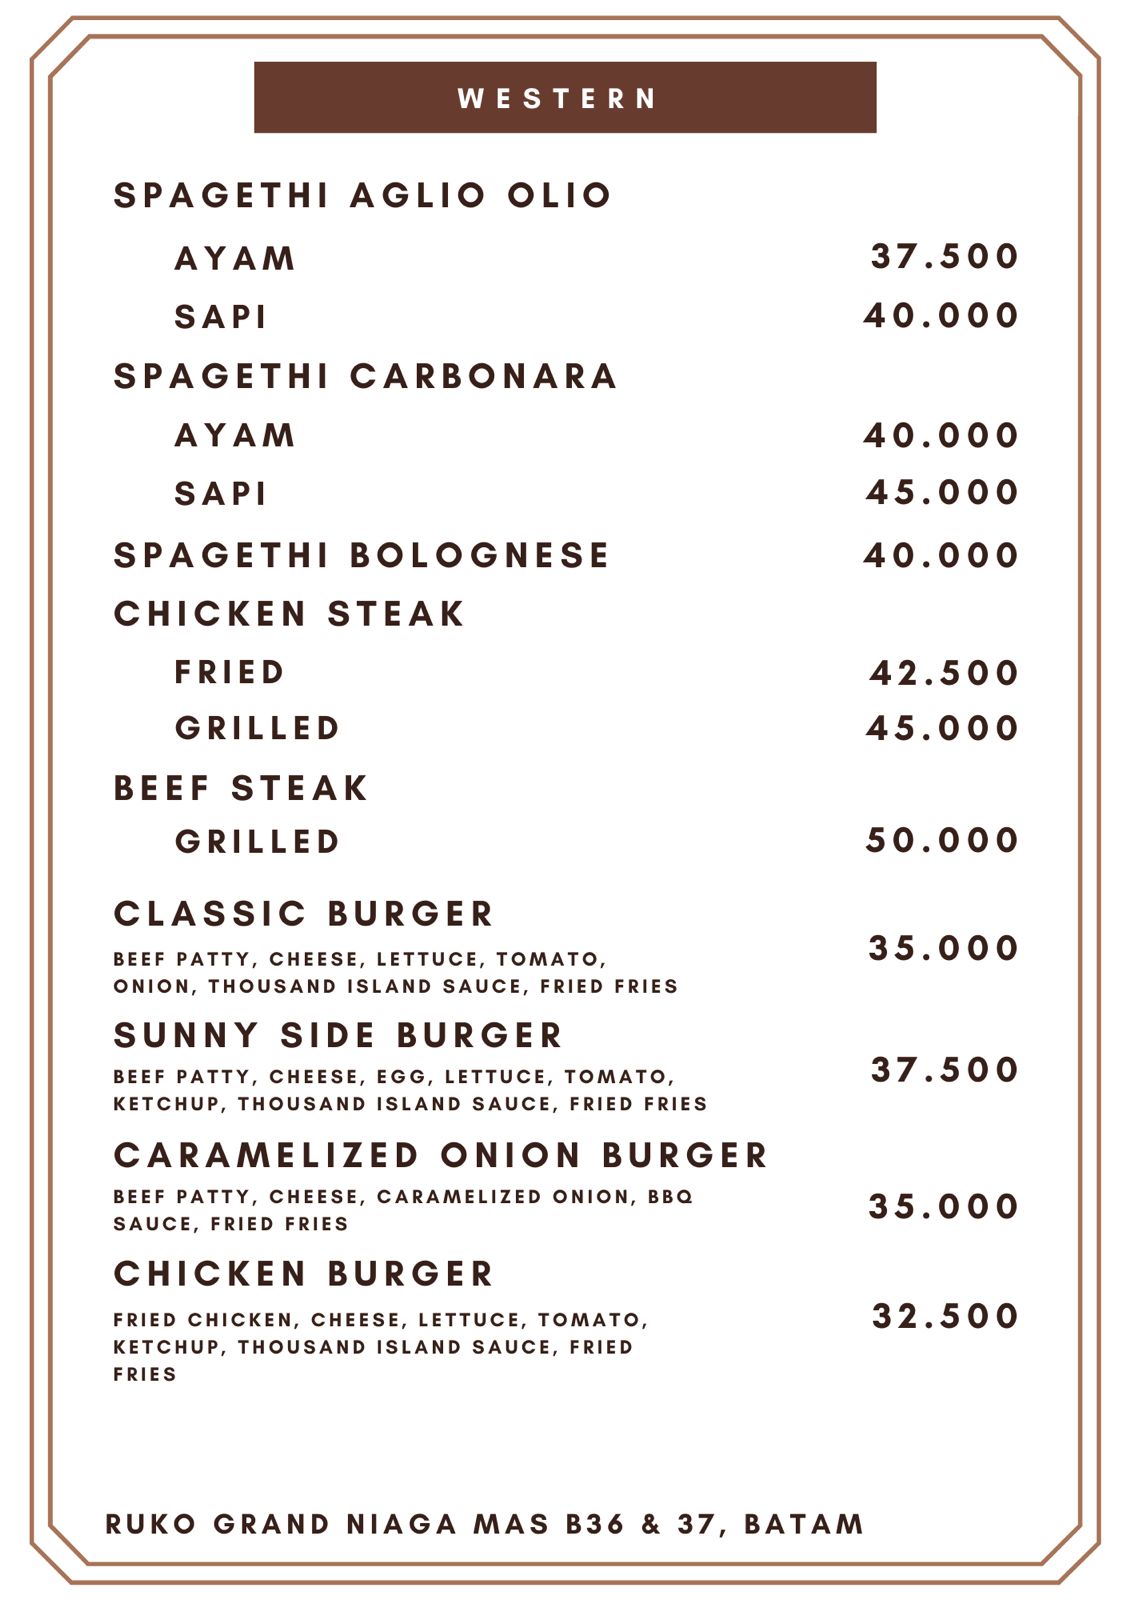 WESTERN
SPAGETHI AGLIO OLIO
AYAM 37.500
SAPI 40.000
SPAGETHI CARBONARA
AYAM 40.000
SAPI 45.000
SPAGETHI BOLOGNESE 40.000
CHICKEN STEAK
FRIED 42.500
GRILLED 45.000
BEEF STEAK
GRILLED 50.000
CLASSIC BURGER
35.000
BEEF PATTY, CHEESE, LETTUCE, TOMATO,
ONION, THOUSAND ISLAND SAUCE, FRIED FRIES
SUNNY SIDE BURGER
37.500
BEEF PATTY, CHEESE, EGG, LETTUCE, TOMATO,
KETCHUP, THOUSAND ISLAND SAUCE, FRIED FRIES
CARAMELIZED ONION BURGER
BEEF PATTY, CHEESE, CARAMELIZED ONION, BBQ
35.000
SAUCE, FRIED FRIES
CHICKEN BURGER
32.500
FRIED CHICKEN, CHEESE, LETTUCE, TOMATO,
KETCHUP, THOUSAND ISLAND SAUCE, FRIED
FRIES
RUKO GRAND NIAGA MAS B36 & 37, BATAM